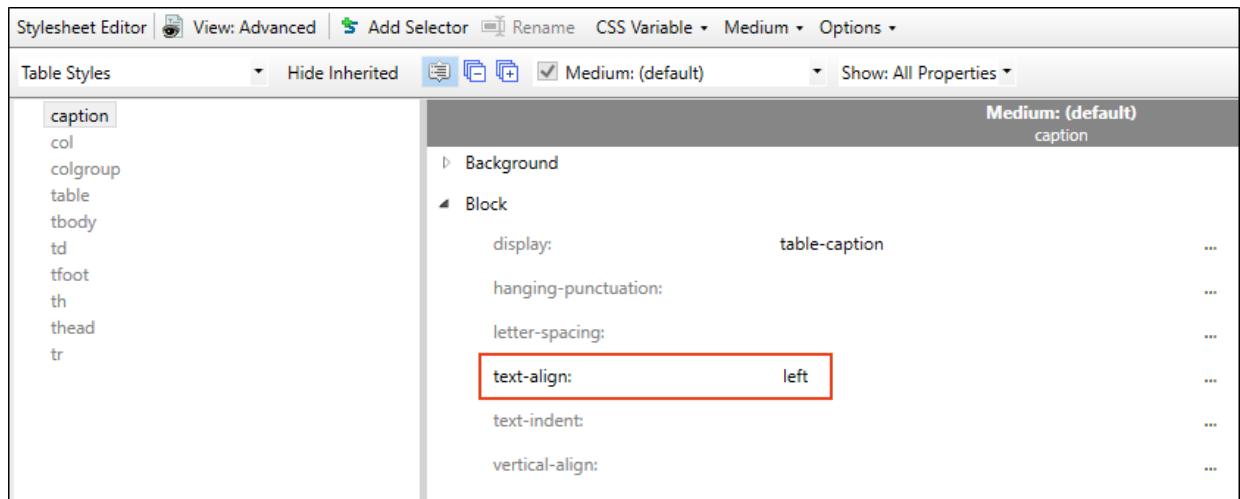 Stylesheet Editor View: Advanced Add Selector Rename CSS Variable Medium Options
Table Styles Hide Inherited Medium: (default) Show: All Properties
caption
col
colgroup
table
tbody
td
tfoot
th
thead
tr
Medium: (default)
caption
Background
Block
display: table-caption ...
hanging-punctuation: ...
letter-spacing: ...
text-align: left ...
text-indent: ...
vertical-align: ...